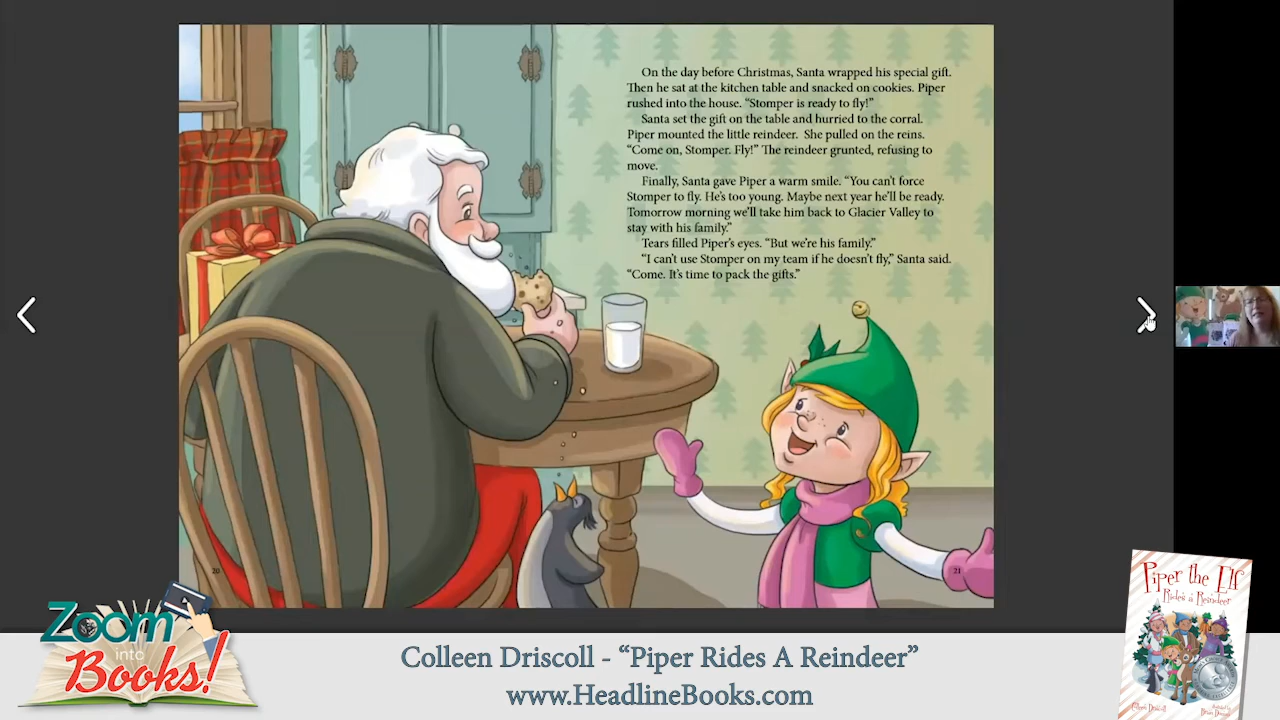 On the day before Christmas, Santa wrapped his special gift.
Then he sat at the kitchen table and snacked on cookies. Piper
rushed into the house. “Stomper is ready to fly!”
Santa set the gift on the table and hurried to the corral.
Piper mounted the little reindeer. She pulled on the reins.
“Come on, Stomper. Fly!” The reindeer grunted, refusing to
move.
Finally, Santa gave Piper a warm smile. “You can’t force
Stomper to fly. He’s too young. Maybe next year he’ll be ready.
Tomorrow morning we’ll take him back to Glacier Valley to
stay with his family.”
Tears filled Piper’s eyes. “But we’re his family.”
“I can’t use Stomper on my team if he doesn’t fly,” Santa said.
“Come. It’s time to pack the gifts.”
20
21
Zoom
into
Books!
Colleen Driscoll - “Piper Rides A Reindeer”
www.HeadlineBooks.com
Piper the Elf
Rides a Reindeer
Colleen Driscoll